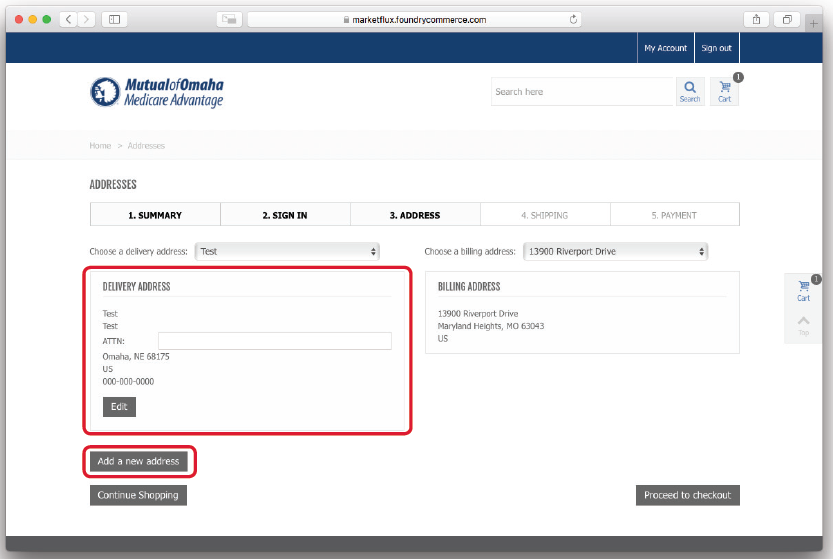 marketflux.foundrycommerce.com
My Account
Sign out
MutualofOmaha
Medicare Advantage
Search here
Search
Cart
1
Home > Addresses
ADDRESSES
1. SUMMARY
2. SIGN IN
3. ADDRESS
4. SHIPPING
5. PAYMENT
Choose a delivery address:
Test
Choose a billing address:
13900 Riverport Drive
DELIVERY ADDRESS
Test
Test
ATTN:
Omaha, NE 68175
US
000-000-0000
Edit
BILLING ADDRESS
13900 Riverport Drive
Maryland Heights, MO 63043
US
1
Cart
Top
Add a new address
Continue Shopping
Proceed to checkout